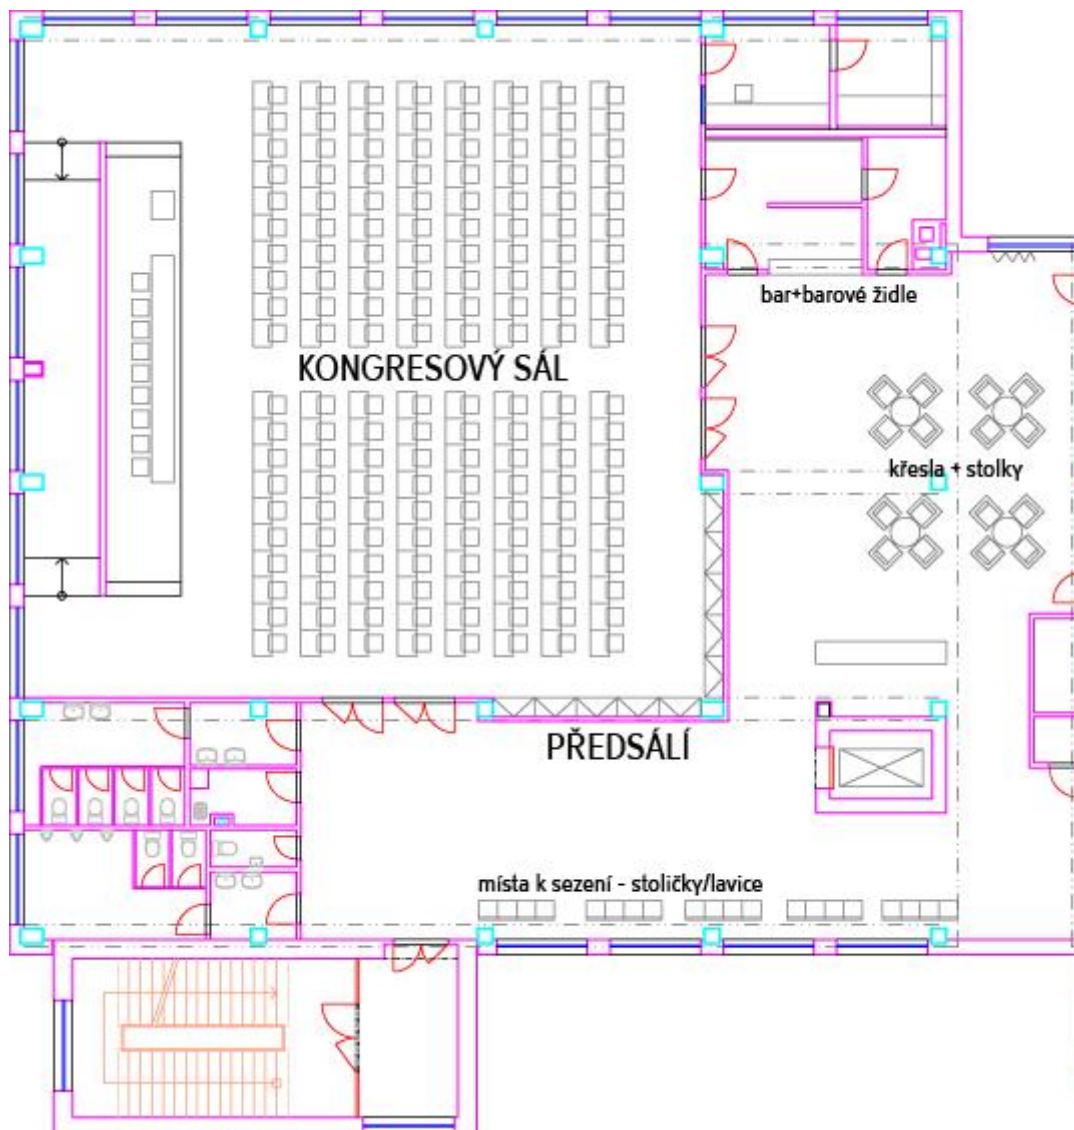 bar+barové židle
KONGRESOVÝ SÁL
křesla + stolky
PŘEDSÁLÍ
místa k sezení - stoličky/lavice